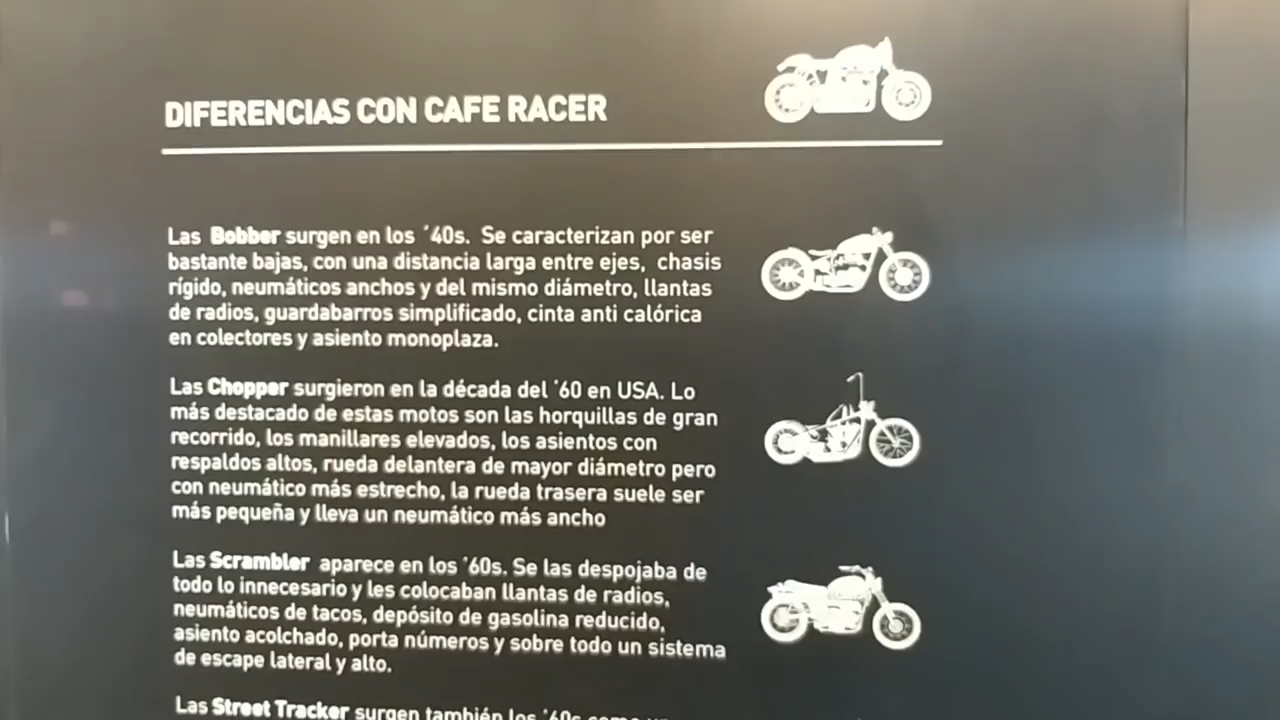 DIFERENCIAS CON CAFE RACER
Las Bobber surgen en los ´40s. Se caracterizan por ser
bastante bajas, con una distancia larga entre ejes, chasis
rígido, neumáticos anchos y del mismo diámetro, llantas
de radios, guardabarros simplificado, cinta anti calórica
en colectores y asiento monoplaza.
Las Chopper surgieron en la década del ´60 en USA. Lo
más destacado de estas motos son las horquillas de gran
recorrido, los manillares elevados, los asientos con
respaldos altos, rueda delantera de mayor diámetro pero
con neumático más estrecho, la rueda trasera suele ser
más pequeña y lleva un neumático más ancho
Las Scrambler aparece en los ´60s. Se las despojaba de
todo lo innecesario y les colocaban llantas de radios,
neumáticos de tacos, depósito de gasolina reducido,
asiento acolchado, porta números y sobre todo un sistema
de escape lateral y alto.
Las Street Tracker surgen también los ´60s como